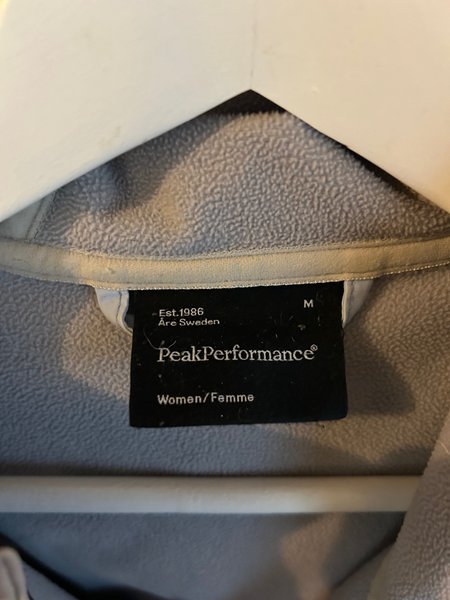 Est.1986
M
Åre Sweden
PeakPerformance®
Women/Femme